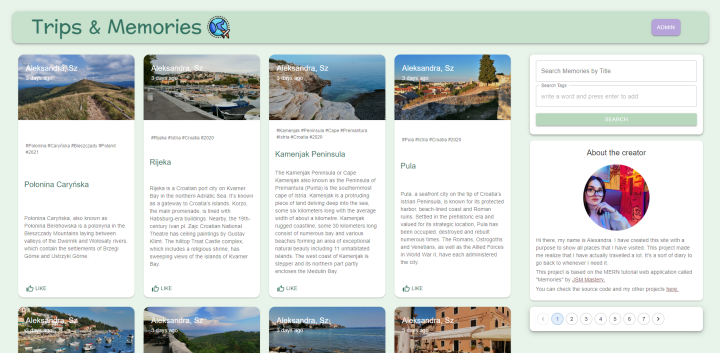 Trips & Memories
ADMIN
Aleksandra, Sz
3 days ago
#Połonina #Caryńska #Bieszczady #Poland
#2021
Połonina Caryńska
Połonina Caryńska, also known as
Połonina Berehowska is a polonyna in the
Bieszczady Mountains laying between
valleys of the Dwernik and Wołosaty rivers,
which contain the settlements of Brzegi
Górne and Ustrzyki Górne.
LIKE
Aleksandra, Sz
3 days ago
#Rijeka #Istria #Croatia #2020
Rijeka
Rijeka is a Croatian port city on Kvarner
Bay in the northern Adriatic Sea. It's known
as a gateway to Croatia's islands. Korzo,
the main promenade, is lined with
Habsburg-era buildings. Nearby, the 19th-
century Ivan pl. Zajc Croatian National
Theatre has ceiling paintings by Gustav
Klimt. The hilltop Trsat Castle complex,
which includes a religious shrine, has
sweeping views of the islands of Kvarner
Bay.
LIKE
Aleksandra, Sz
3 days ago
#Kamenjak #Peninsula #Cape #Premantura
#Istria #Croatia #2020
Kamenjak Peninsula
The Kamenjak Peninsula or Cape
Kamenjak also known as the Peninsula of
Premantura (Punta) is the southernmost
cape of Istria. Kamenjak is a protruding
piece of land delving deep into the sea,
some six kilometers long with the average
width of about a kilometre. Kamenjak
rugged coastline, some 30 kilometers long
consist of numerous bay and various
beaches forming an area of exceptional
natural beauty including 11 uninhabited
islands. The west coast of Kamenjak is
steeper and its northern part partly
encloses the Medulin Bay.
LIKE
Aleksandra, Sz
3 days ago
#Pula #Istria #Croatia #2020
Pula
Pula, a seafront city on the tip of Croatia's
Istrian Peninsula, is known for its protected
harbor, beach-lined coast and Roman
ruins. Settled in the prehistoric era and
valued for its strategic location, Pula has
been occupied, destroyed and rebuilt
numerous times. The Romans, Ostrogoths
and Venetians, as well as the Allied Forces
in World War II, have each administered
the city.
LIKE
Aleksandra, Sz
3 days ago
Aleksandra, Sz
3 days ago
Aleksandra, Sz
3 days ago
Aleksandra, Sz
3 days ago
Search Memories by Title
Search Tags
write a word and press enter to add
SEARCH
About the creator
Hi there, my name is Alexandra. I have created this site with a
purpose to show all places that I have visited. This project made
me realize that I have actually travelled a lot. It's a sort of diary to
go back to whenever I need it.
This project is based on the MERN tutorial web application called
"Memories" by JSM Mastery.
You can check the source code and my other projects here.
1 2 3 4 5 6 7